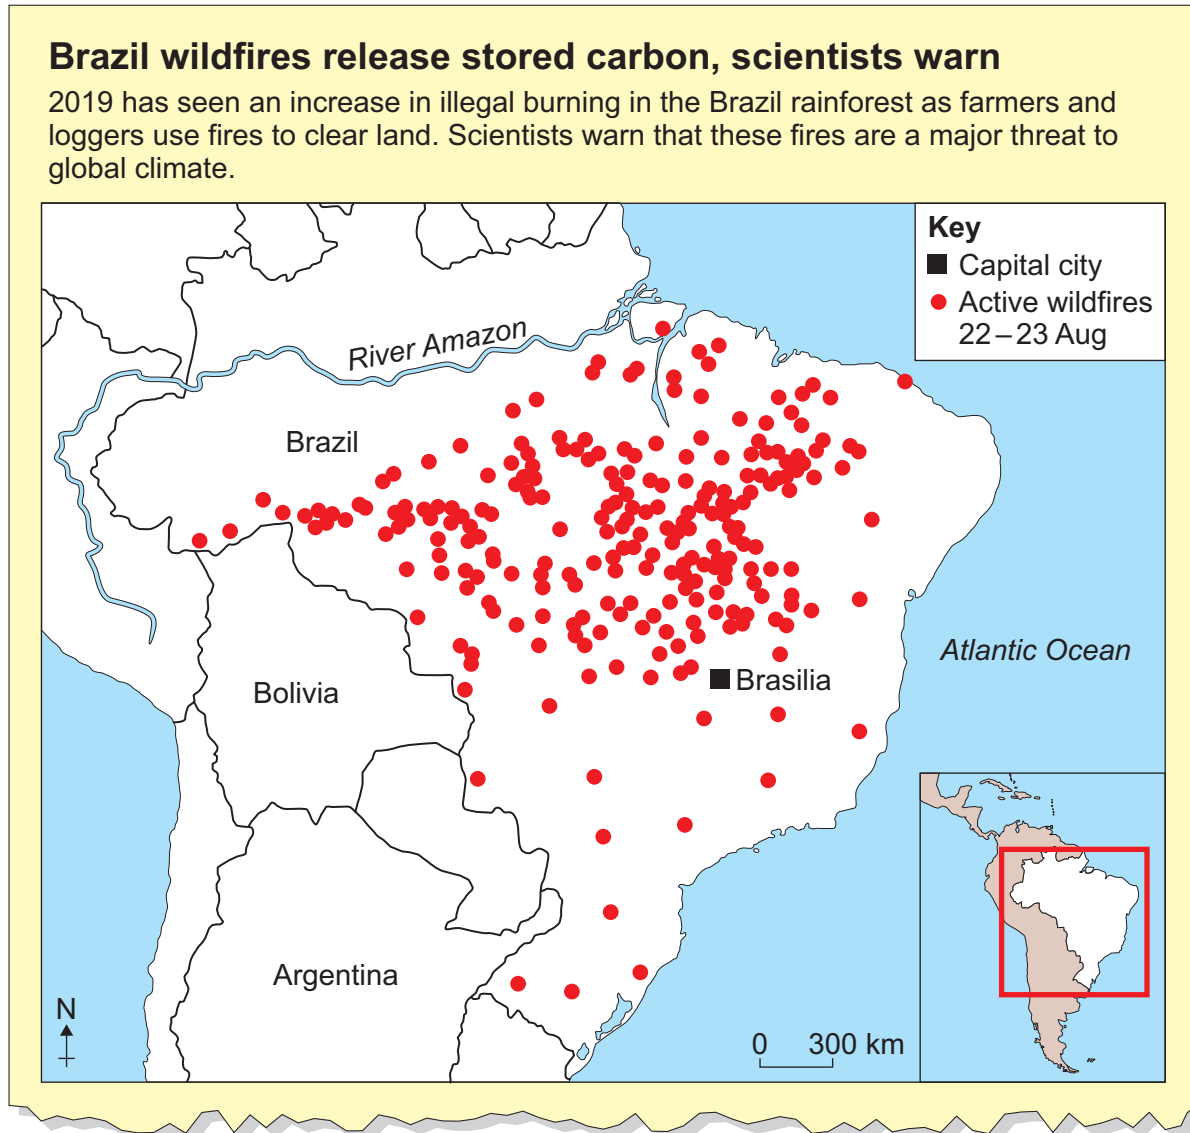 Brazil wildfires release stored carbon, scientists warn
2019 has seen an increase in illegal burning in the Brazil rainforest as farmers and
loggers use fires to clear land. Scientists warn that these fires are a major threat to
global climate.
Key
Capital city
Active wildfires
22–23 Aug
River Amazon
Brazil
Atlantic Ocean
Brasilia
Bolivia
Argentina
N
0 300 km